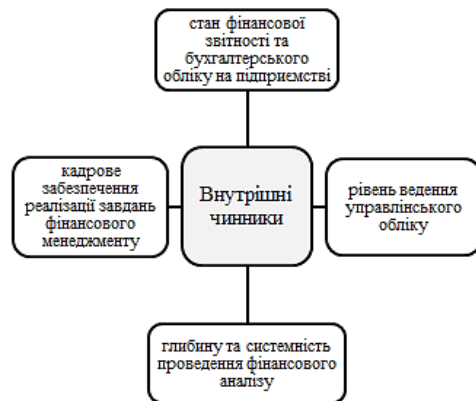 стан фінансової
звітності та
бухгалтерського
обліку на підприємстві
кадрове
забезпечення
реалізації завдань
фінансового
менеджменту
Внутрішні
чинники
рівень ведення
управлінського
обліку
глибину та системність
проведення фінансового
аналізу